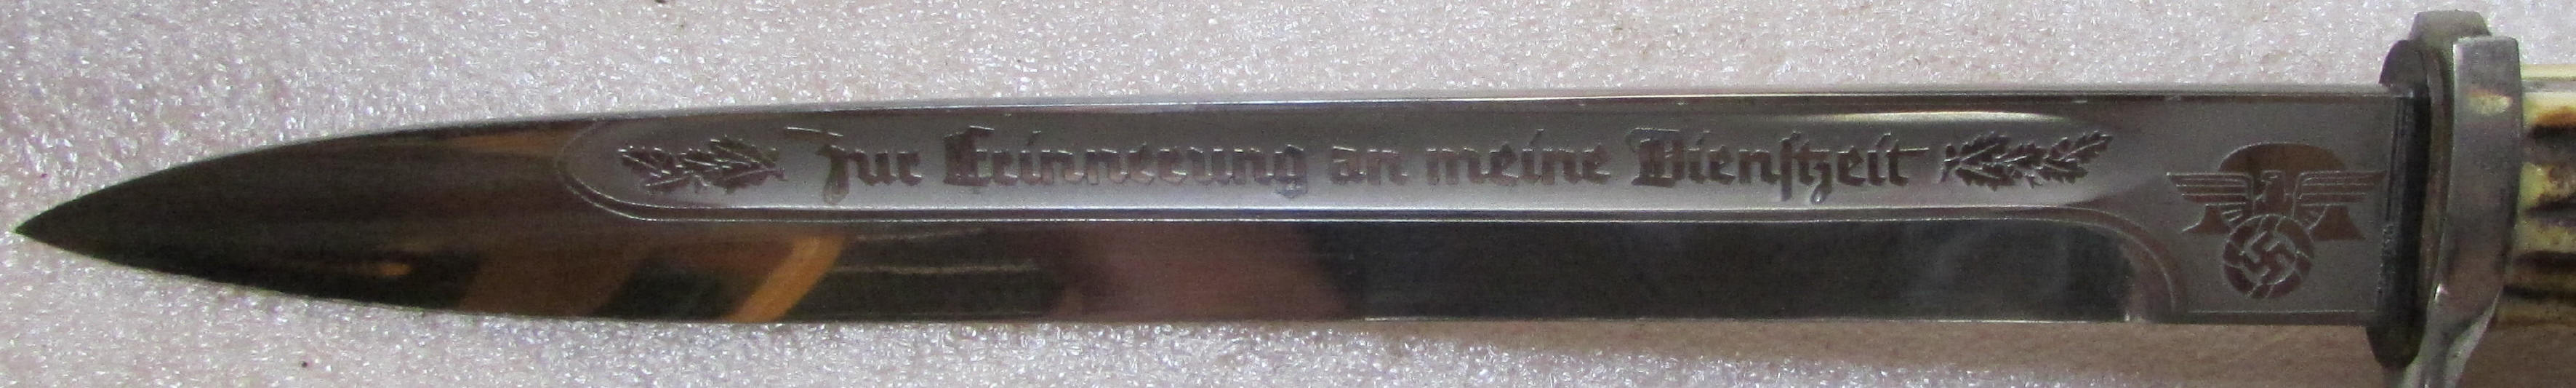 Zur Erinnerung an meine Dienſtzeit